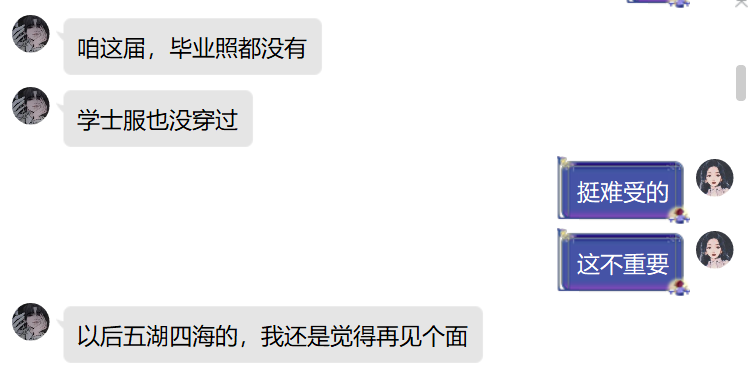 咱这届，毕业照都没有
学士服也没穿过
挺难受的
这不重要
以后五湖四海的，我还是觉得再见个面